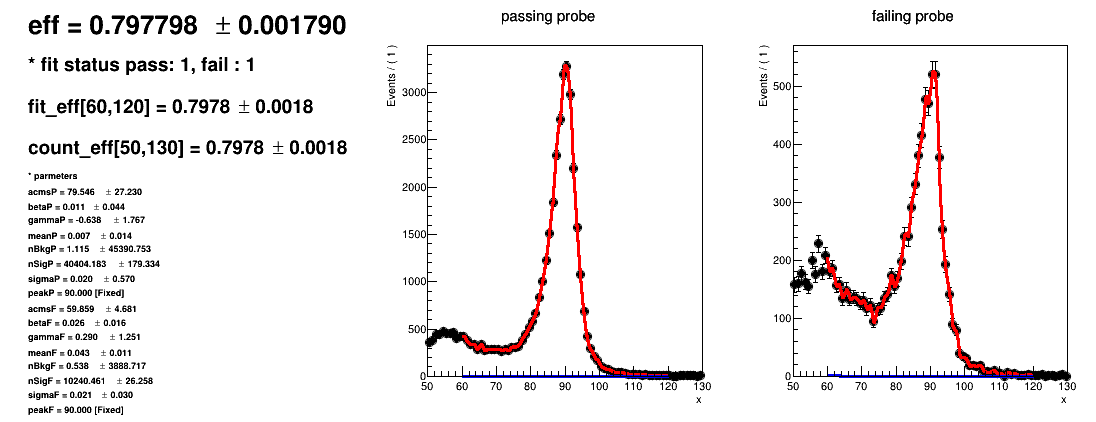 eff = 0.797798 ± 0.001790
* fit status pass: 1, fail : 1
fit_eff[60,120] = 0.7978 ± 0.0018
count_eff[50,130] = 0.7978 ± 0.0018
* parmeters
acmsP = 79.546 ± 27.230
betaP = 0.011 ± 0.044
gammaP = -0.638 ± 1.767
meanP = 0.007 ± 0.014
nBkgP = 1.115 ± 45390.753
nSigP = 40404.183 ± 179.334
sigmaP = 0.020 ± 0.570
peakP = 90.000 [Fixed]
acmsF = 59.859 ± 4.681
betaF = 0.026 ± 0.016
gammaF = 0.290 ± 1.251
meanF = 0.043 ± 0.011
nBkgF = 0.538 ± 3888.717
nSigF = 10240.461 ± 26.258
sigmaF = 0.021 ± 0.030
peakF = 90.000 [Fixed]
passing probe
Events / ( 1 )
3000
2500
2000
1500
1000
500
0
50 60 70 80 90 100 110 120 130
x
failing probe
Events / ( 1 )
500
400
300
200
100
0
50 60 70 80 90 100 110 120 130
x